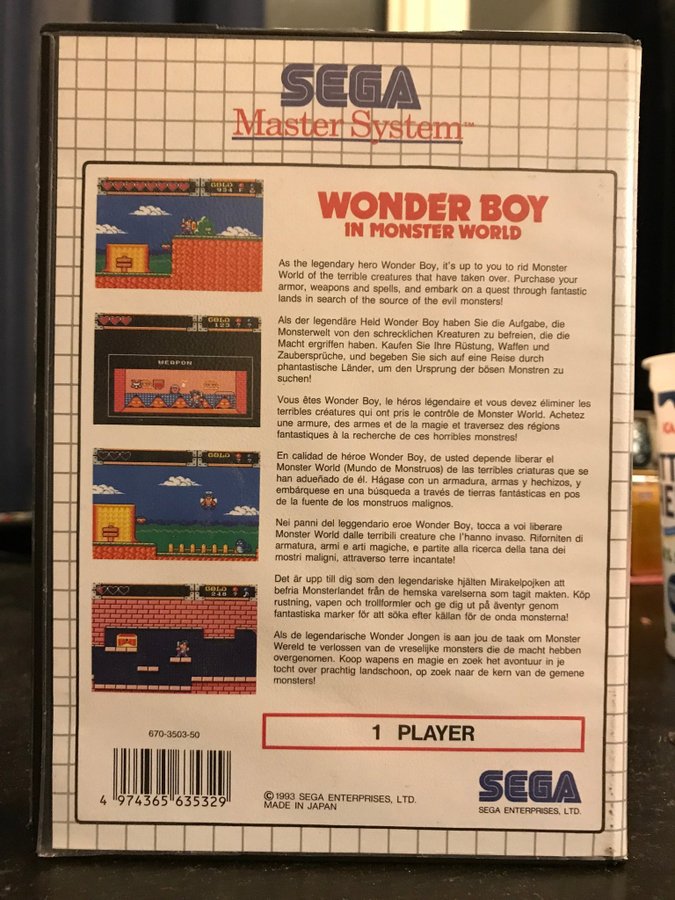 SEGA
Master System™
WONDER BOY
IN MONSTER WORLD
As the legendary hero Wonder Boy, it's up to you to rid Monster
World of the terrible creatures that have taken over. Purchase your
armor, weapons and spells, and embark on a quest through fantastic
lands in search of the source of the evil monsters!
Als der legendäre Held Wonder Boy haben Sie die Aufgabe, die
Monsterwelt von den schrecklichen Kreaturen zu befreien, die die
Macht ergriffen haben. Kaufen Sie Ihre Rüstung, Waffen und
Zaubersprüche, und begeben Sie sich auf eine Reise durch
phantastische Länder, um den Ursprung der bösen Monstren zu
suchen!
Vous êtes Wonder Boy, le héros légendaire et vous devez éliminer les
terribles créatures qui ont pris le contrôle de Monster World. Achetez
une armure, des armes et de la magie et traversez des régions
fantastiques à la recherche de ces horribles monstres!
En calidad de héroe Wonder Boy, de usted depende liberar el
Monster World (Mundo de Monstruos) de las terribles criaturas que se
han adueñado de él. Hágase con un armadura, armas y hechizos, y
embárquese en una búsqueda a través de tierras fantásticas en pos
de la fuente de los monstruos malignos.
Nei panni del leggendario eroe Wonder Boy, tocca a voi liberare
Monster World dalle terribili creature che l'hanno invaso. Riforniten di
armatura, armi e arti magiche, e partite alla ricerca della tana dei
mostri maligni, attraverso terre incantate!
Det är upp till dig som den legendariske hjälten Mirakelpojken att
befria Monsterlandet från de hemska varelserna som tagit makten. Köp
rustning, vapen och trollformler och ge dig ut på äventyr genom
fantastiska marker för att söka efter källan för de onda monsterna!
Als de legendarische Wonder Jongen is aan jou de taak om Monster
Wereld te verlossen van de vreselijke monsters die de macht hebben
overgenomen. Koop wapens en magie en zoek het avontuur in je
tocht over prachtig landschoon, op zoek naar de kern van de gemene
monsters!
GOLD
934
GOLD
123
WEAPON
GOLD
GOLD
248
1 PLAYER
670-3503-50
4 974365 635329
©1993 SEGA ENTERPRISES, LTD.
MADE IN JAPAN
SEGA
SEGA ENTERPRISES, LTD.